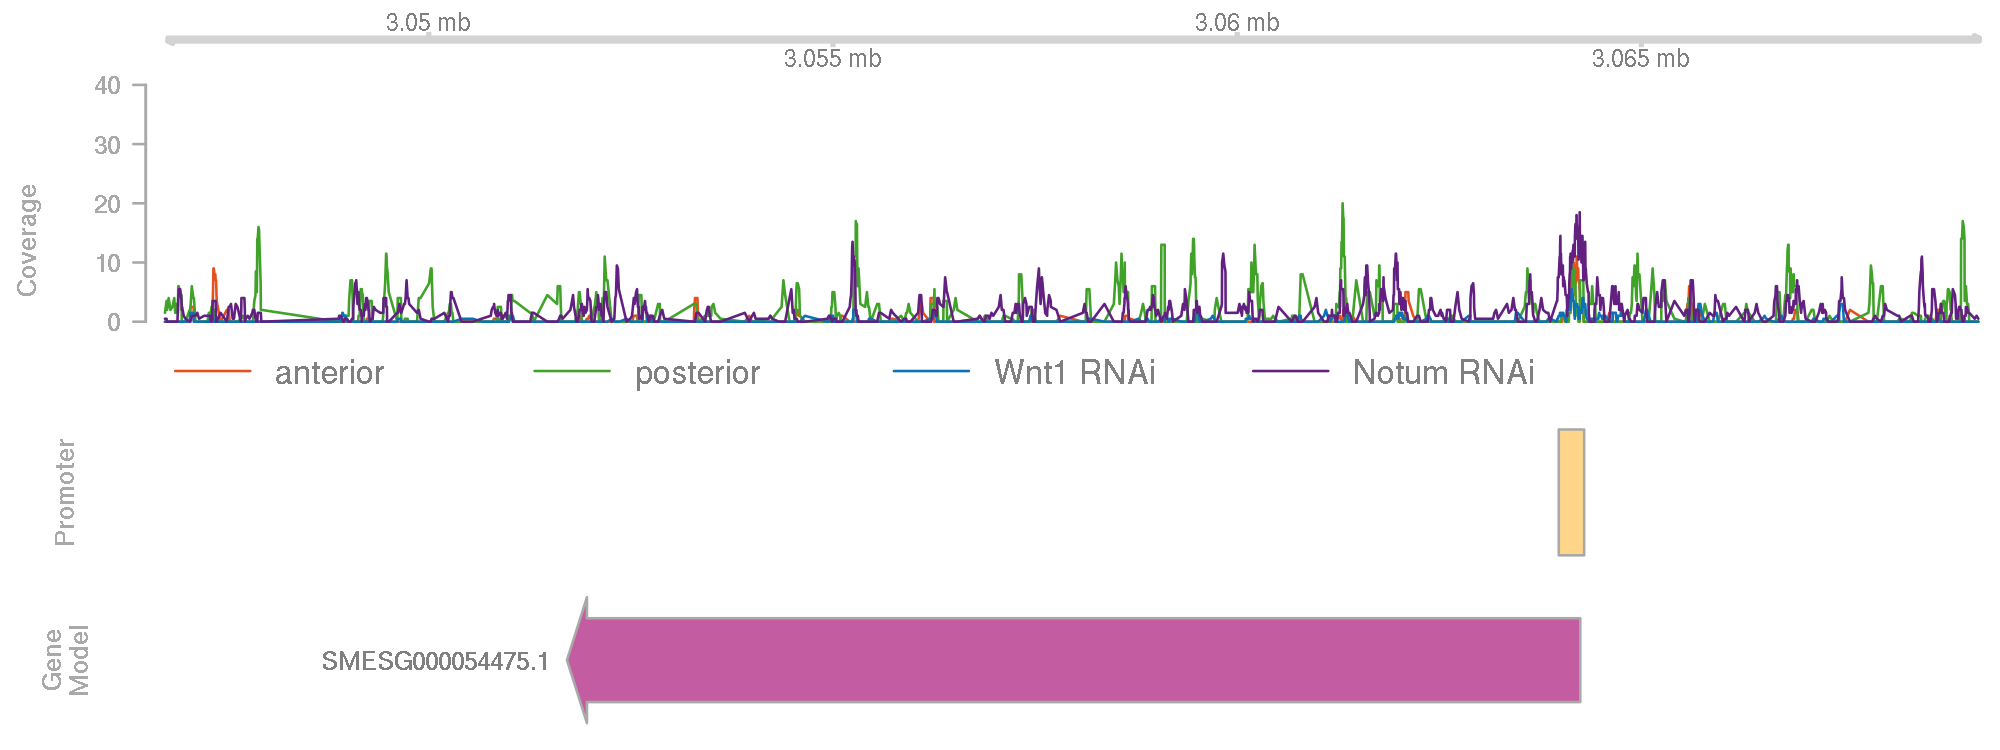 3.05 mb
3.06 mb
3.055 mb
3.065 mb
Coverage
40
30
20
10
0
anterior
posterior
Wnt1 RNAi
Notum RNAi
Promoter
Gene
Model
SMESG000054475.1